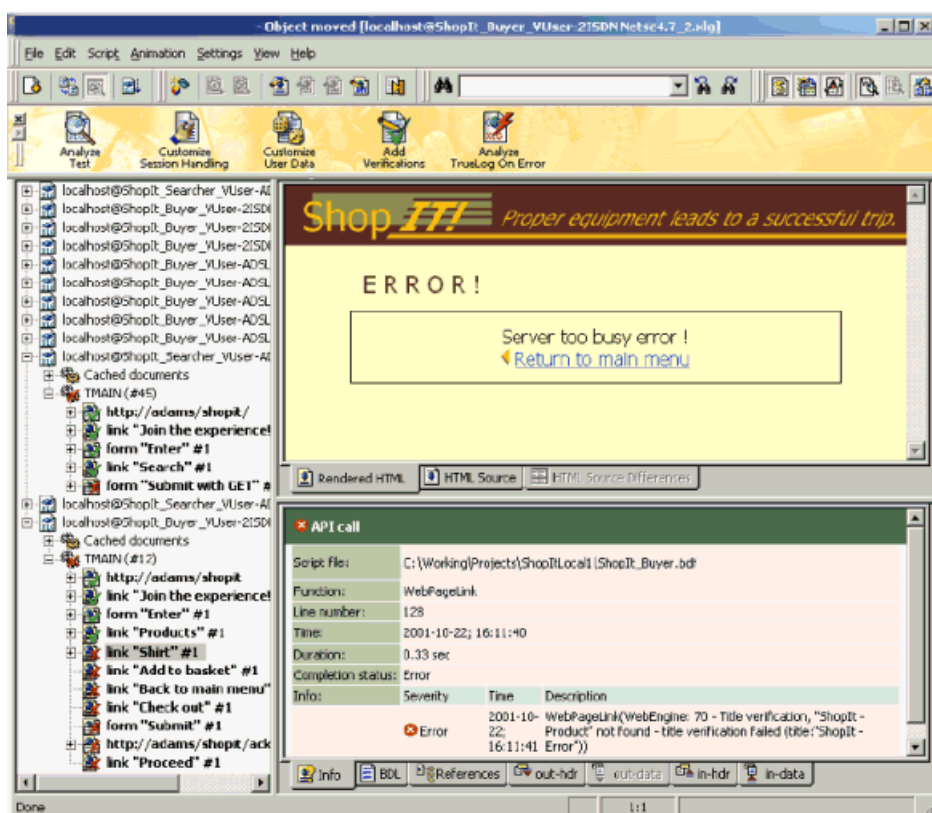 - Object moved [localhost@ShopIt_Buyer_VUser-2ISDN Netsc4.7_2.xlg]
File Edit Script Animation Settings View Help
Analyze Test
Customize Session Handling
Customize User Data
Add Verifications
Analyze TrueLog On Error
localhost@ShopIt_Searcher_VUser-AD
localhost@ShopIt_Buyer_VUser-2ISDI
localhost@ShopIt_Buyer_VUser-2ISDI
localhost@ShopIt_Buyer_VUser-2ISDI
localhost@ShopIt_Buyer_VUser-ADSL
localhost@ShopIt_Buyer_VUser-ADSL
localhost@ShopIt_Buyer_VUser-ADSL
localhost@ShopIt_Buyer_VUser-ADSL
localhost@ShopIt_Buyer_VUser-ADSL
localhost@ShopIt_Searcher_VUser-AD
Cached documents
TMAIN (#45)
http://adams/shopit/
link "Join the experience!
form "Enter" #1
link "Search" #1
form "Submit with GET" #
localhost@ShopIt_Searcher_VUser-AD
localhost@ShopIt_Buyer_VUser-2ISDI
Cached documents
TMAIN (#12)
http://adams/shopit
link "Join the experience!
form "Enter" #1
link "Products" #1
link "Shirt" #1
link "Add to basket" #1
link "Back to main menu"
link "Check out" #1
form "Submit" #1
http://adams/shopit/ack
link "Proceed" #1
Shop IT! Proper equipment leads to a successful trip.
ERROR!
Server too busy error !
Return to main menu
Rendered HTML HTML Source HTML Source Differences
API call
Script file: C:\Working\Projects\ShopItLocal1\ShopIt_Buyer.bdf
Function: WebPageLink
Line number: 128
Time: 2001-10-22; 16:11:40
Duration: 0.33 sec
Completion status: Error
Info: Severity Time Description
Error
2001-10-22; 16:11:41
WebPageLink(WebEngine: 70 - Title verification, "ShopIt -
Product" not found - title verification failed (title:"ShopIt -
Error"))
Info BDL References out-hdr out-data in-hdr in-data
Done 1:1